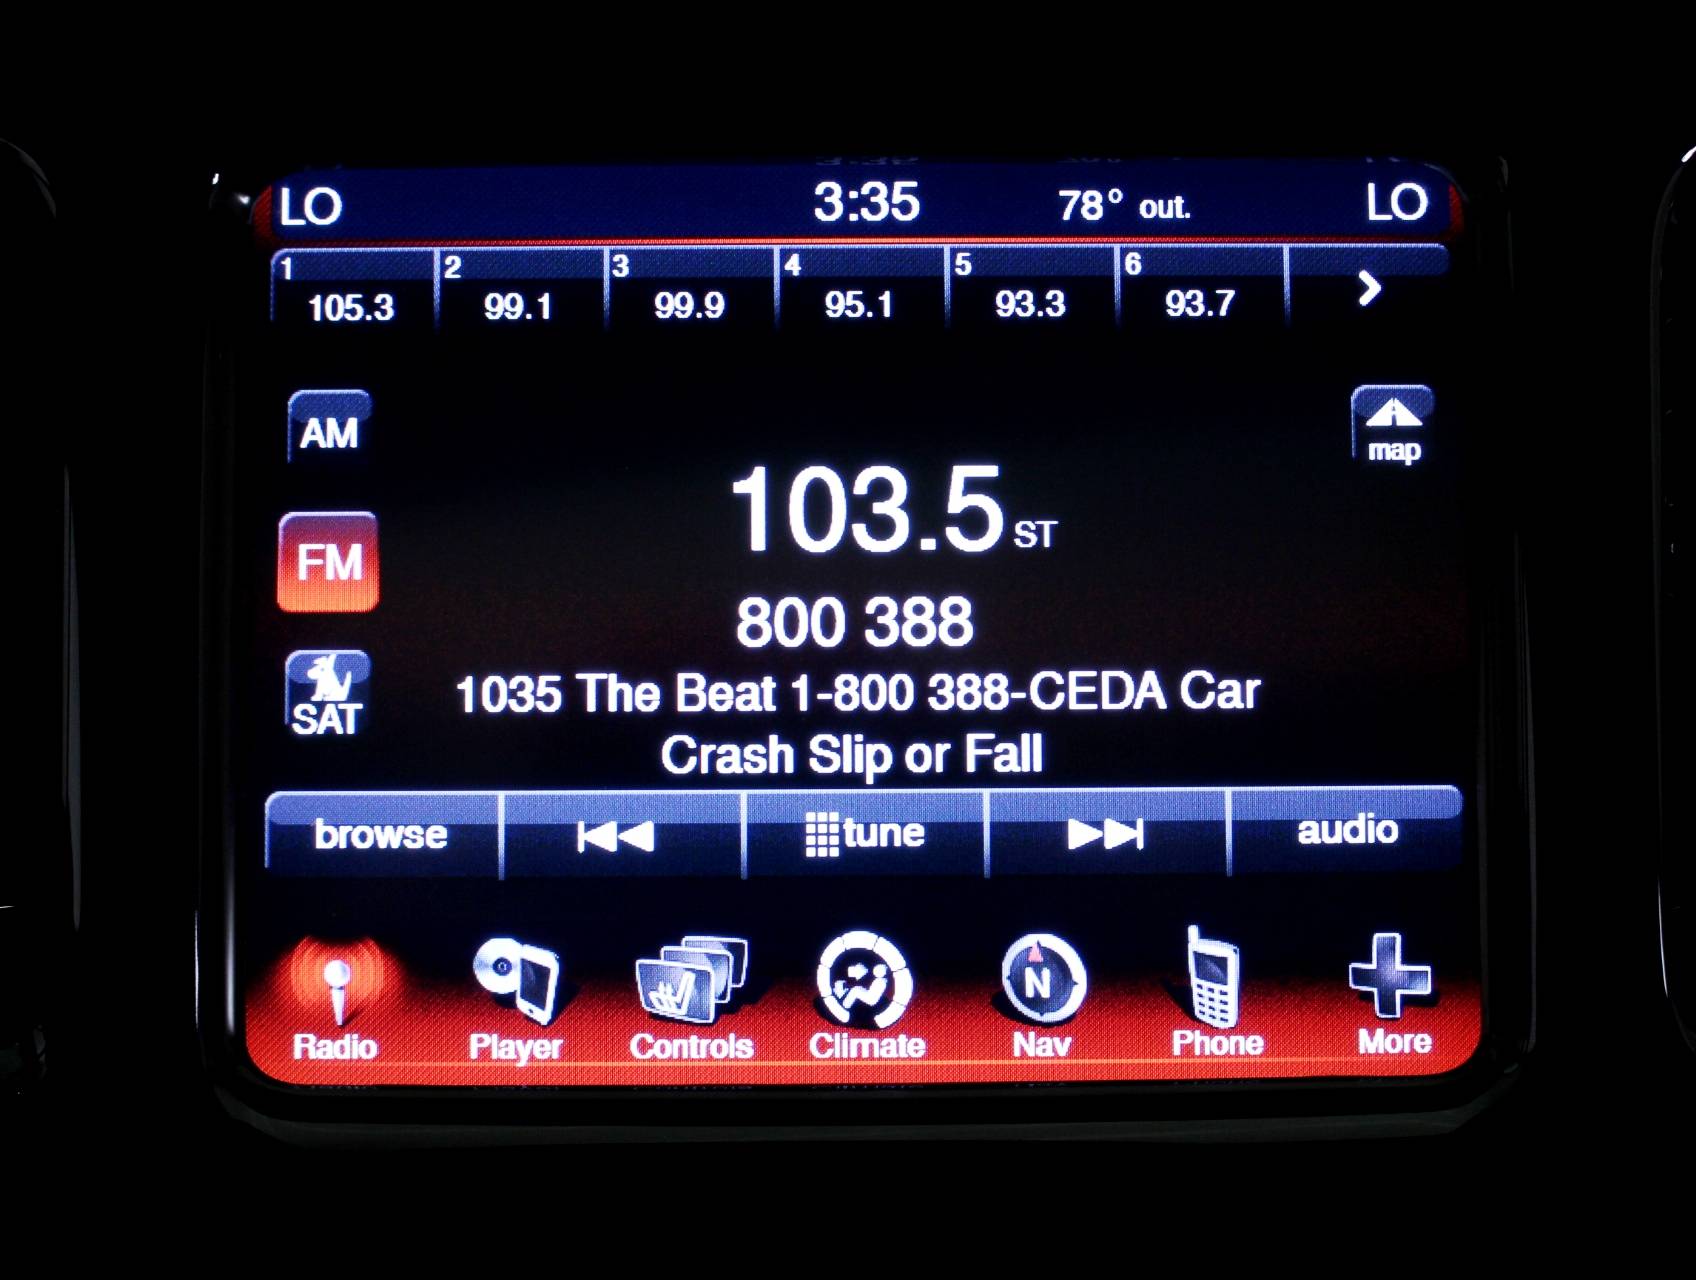 LO 3:35 78° out. LO
1 2 3 4 5 6
105.3 99.1 99.9 95.1 93.3 93.7
AM
map
103.5 ST
FM
800 388
SAT
1035 The Beat 1-800 388-CEDA Car
Crash Slip or Fall
browse tune audio
N
Radio Player Controls Climate Nav Phone More